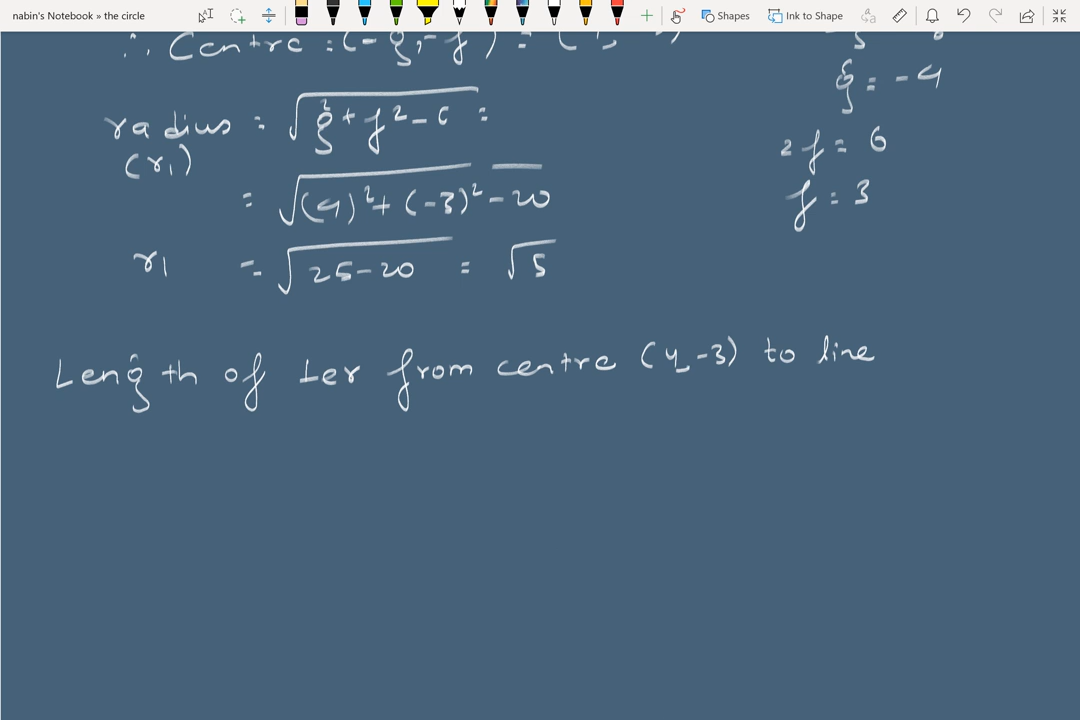 nabin's Notebook » the circle
Shapes
Ink to Shape
∴ Centre = (-g, -f) = (
g = -4
radius = √g²+f²-c =
(r₁)
2f = 6
= √(4)²+(-3)²-20
f = 3
r₁ = √25-20 = √5
Length of ⊥er from centre (4,-3) to line